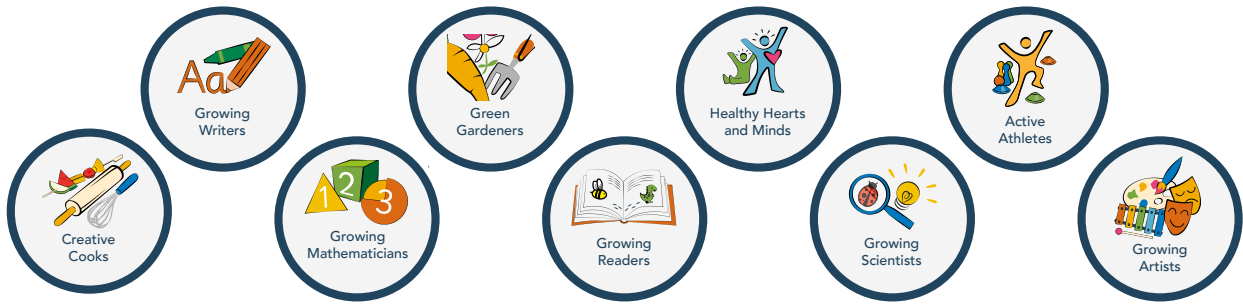 Aa
Growing
Writers
Green
Gardeners
Healthy Hearts
and Minds
Active
Athletes
Creative
Cooks
1
2
3
Growing
Mathematicians
Growing
Readers
Growing
Scientists
Growing
Artists